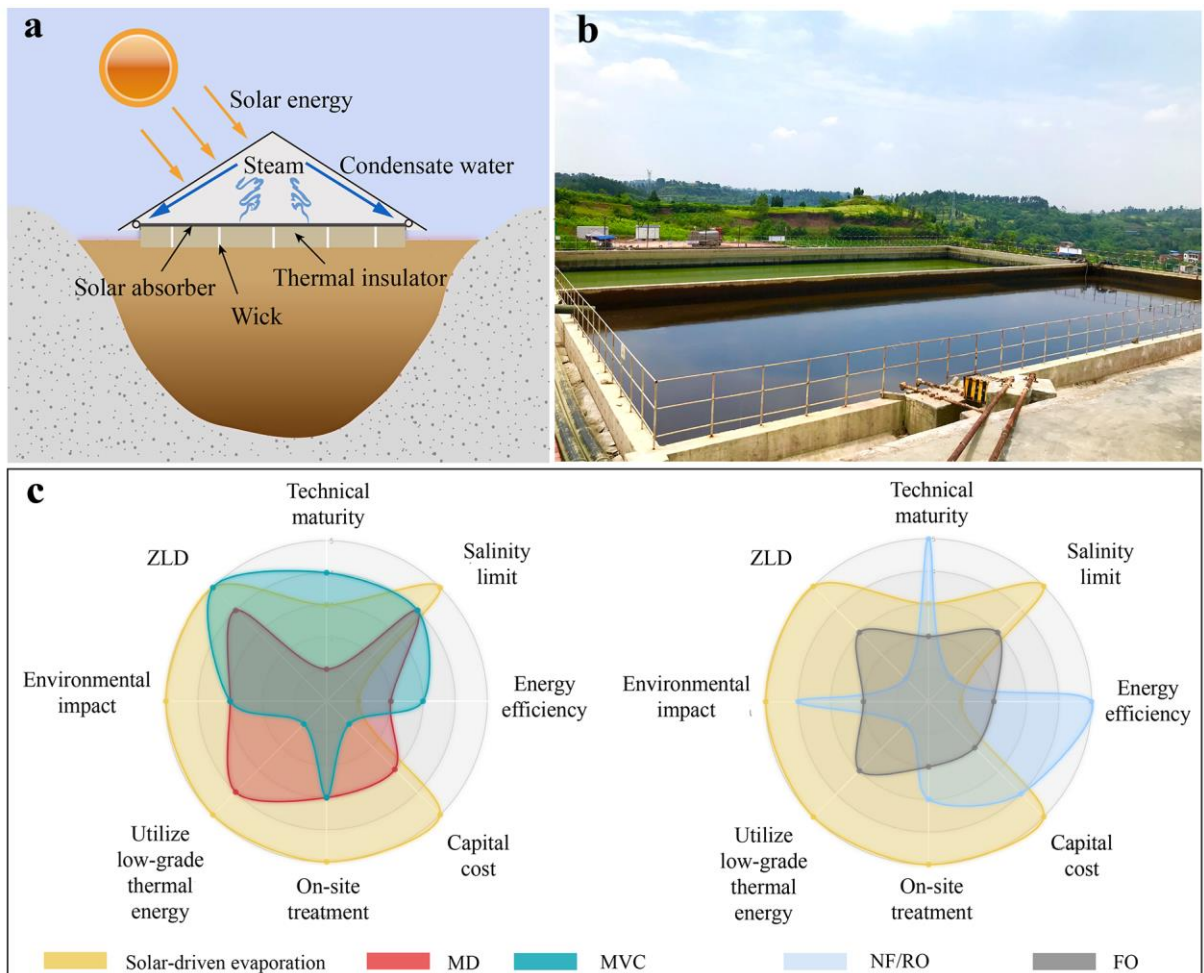 a
Solar energy
Steam
Condensate water
Solar absorber
Thermal insulator
Wick
b
c
Technical
maturity
Salinity
limit
Energy
efficiency
Capital
cost
On-site
treatment
Utilize
low-grade
thermal
energy
Environmental
impact
ZLD
5
Technical
maturity
Salinity
limit
Energy
efficiency
Capital
cost
On-site
treatment
Utilize
low-grade
thermal
energy
Environmental
impact
ZLD
Solar-driven evaporation
MD
MVC
NF/RO
FO